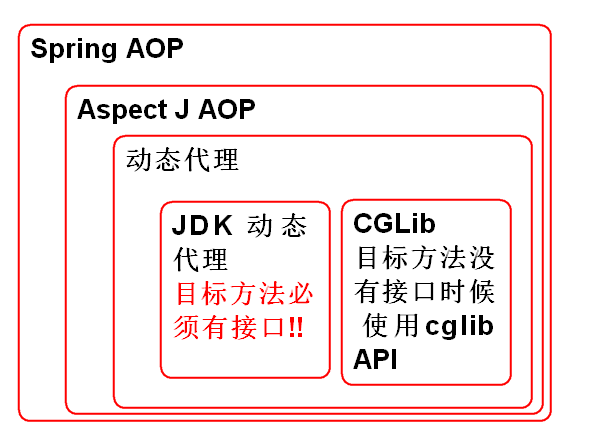 Spring AOP
Aspect J AOP
动态代理
JDK 动态
代理
目标方法必
须有接口!!
CGLib
目标方法没
有接口时候
使用cglib
API